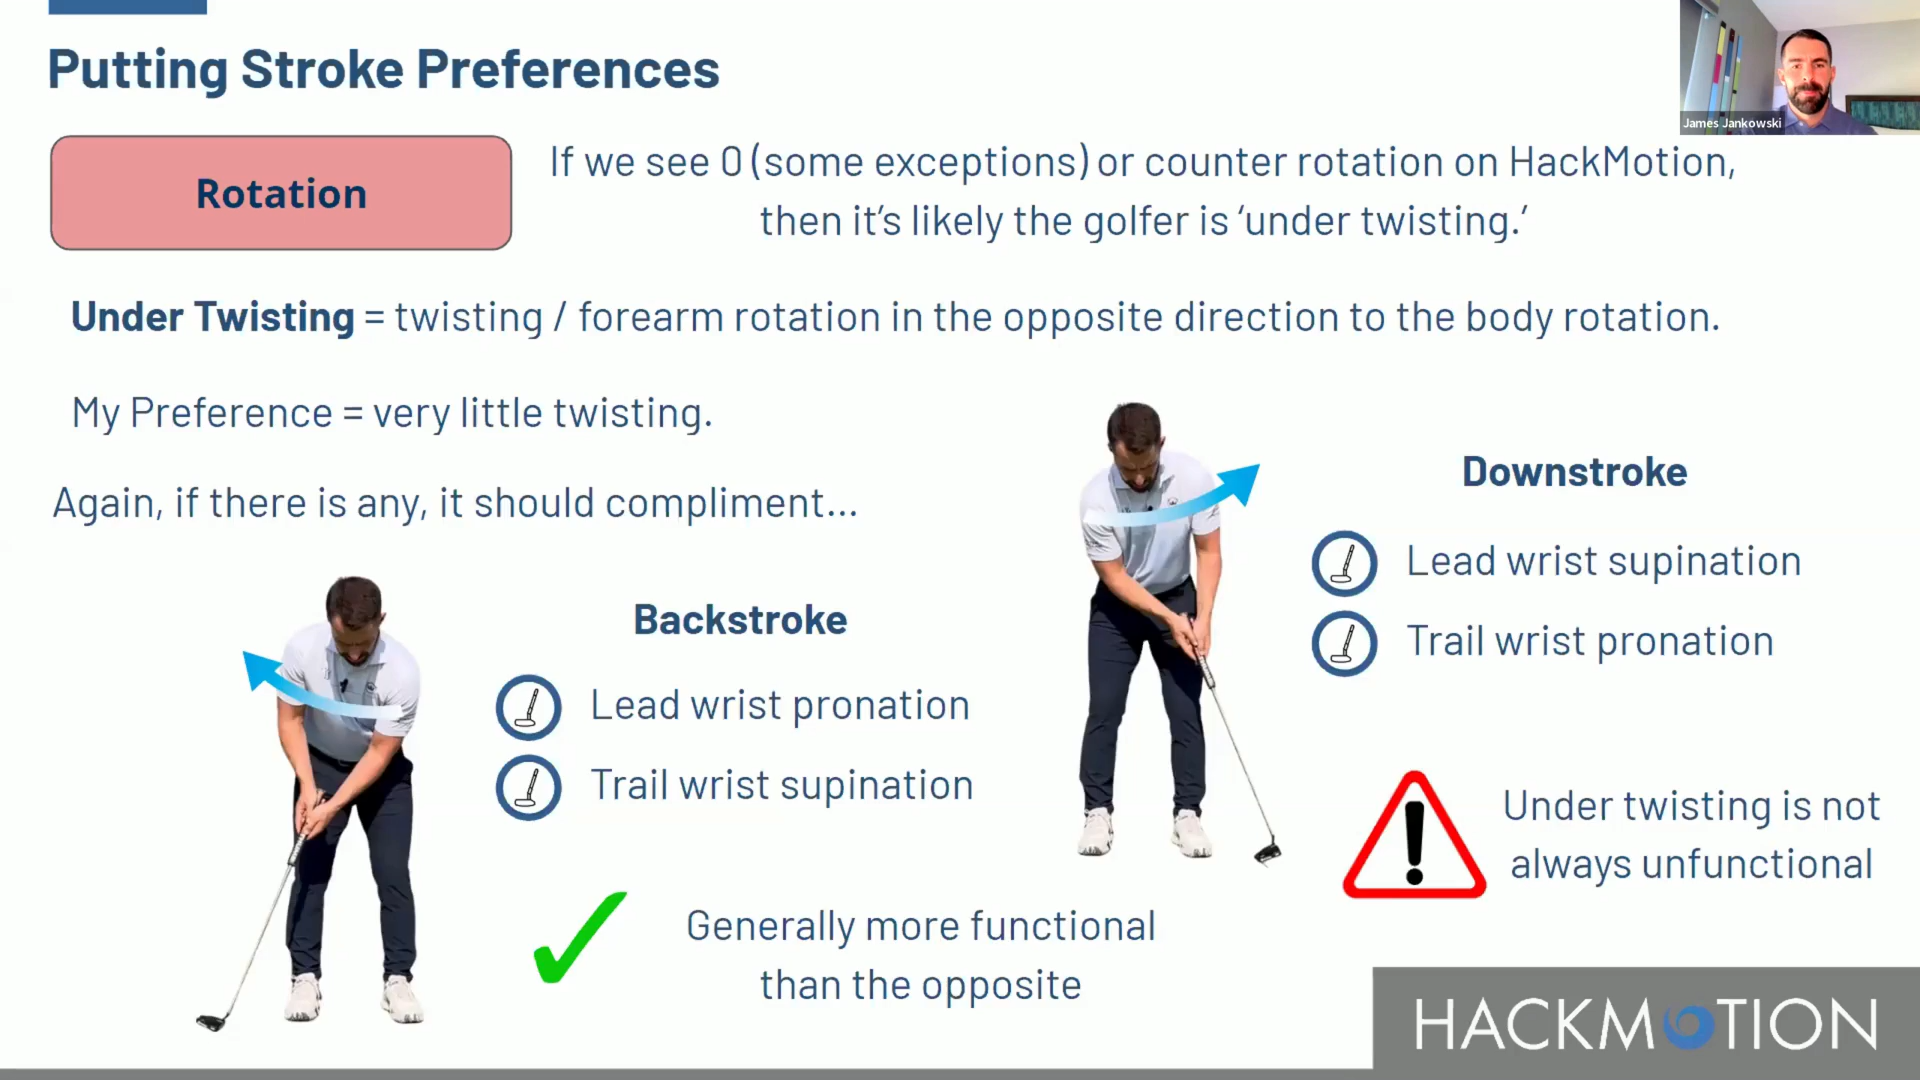 Putting Stroke Preferences
James Jankowski
Rotation
If we see 0 (some exceptions) or counter rotation on HackMotion,
then it's likely the golfer is 'under twisting.'
Under Twisting = twisting / forearm rotation in the opposite direction to the body rotation.
My Preference = very little twisting.
Again, if there is any, it should compliment...
Backstroke
Lead wrist pronation
Trail wrist supination
Downstroke
Lead wrist supination
Trail wrist pronation
Generally more functional
than the opposite
Under twisting is not
always unfunctional
HACKMOTION